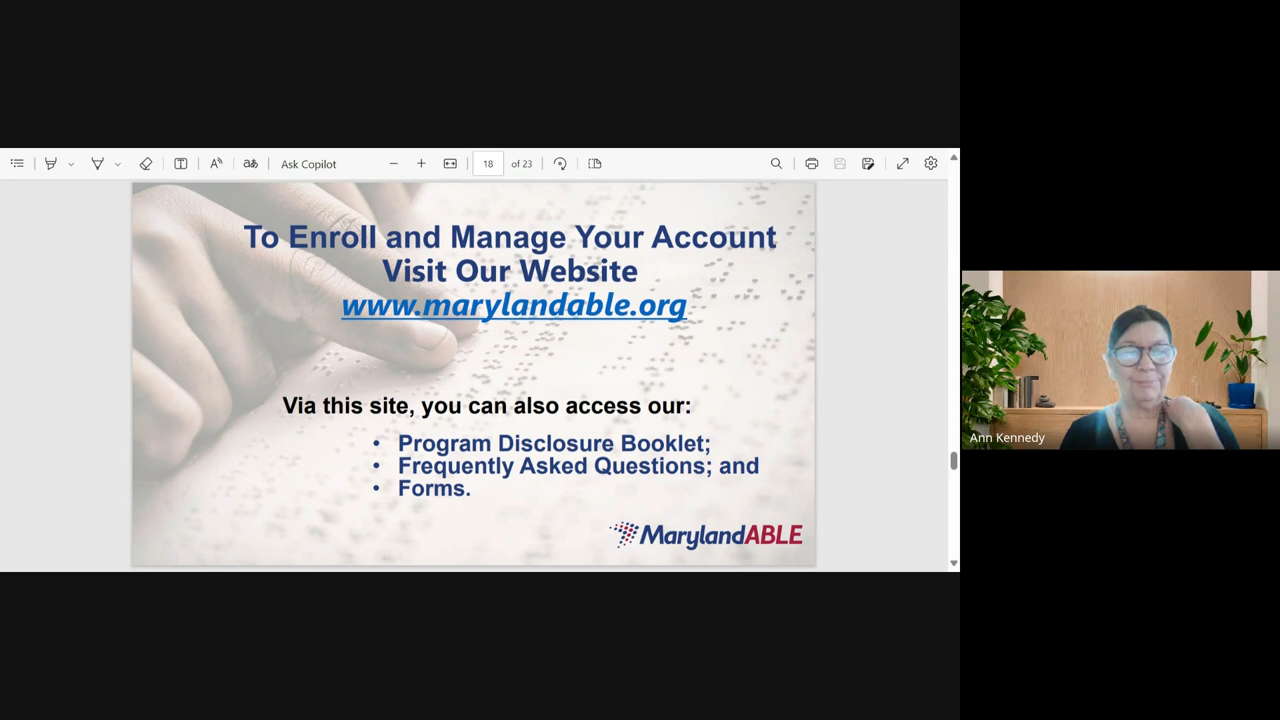 Ask Copilot
18 of 23
To Enroll and Manage Your Account
Visit Our Website
www.marylandable.org
Via this site, you can also access our:
• Program Disclosure Booklet;
• Frequently Asked Questions; and
• Forms.
MarylandABLE
Ann Kennedy